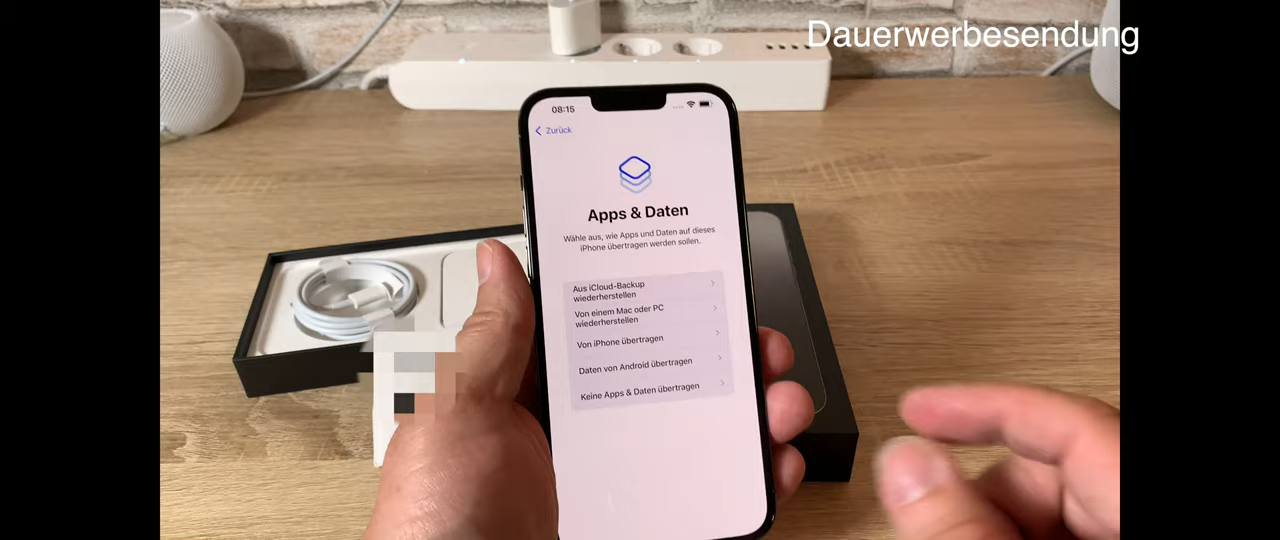 Dauerwerbesendung
08:15
Zurück
Apps & Daten
Wähle aus, wie Apps und Daten auf dieses
iPhone übertragen werden sollen.
Aus iCloud-Backup
wiederherstellen
Von einem Mac oder PC
wiederherstellen
Von iPhone übertragen
Daten von Android übertragen
Keine Apps & Daten übertragen